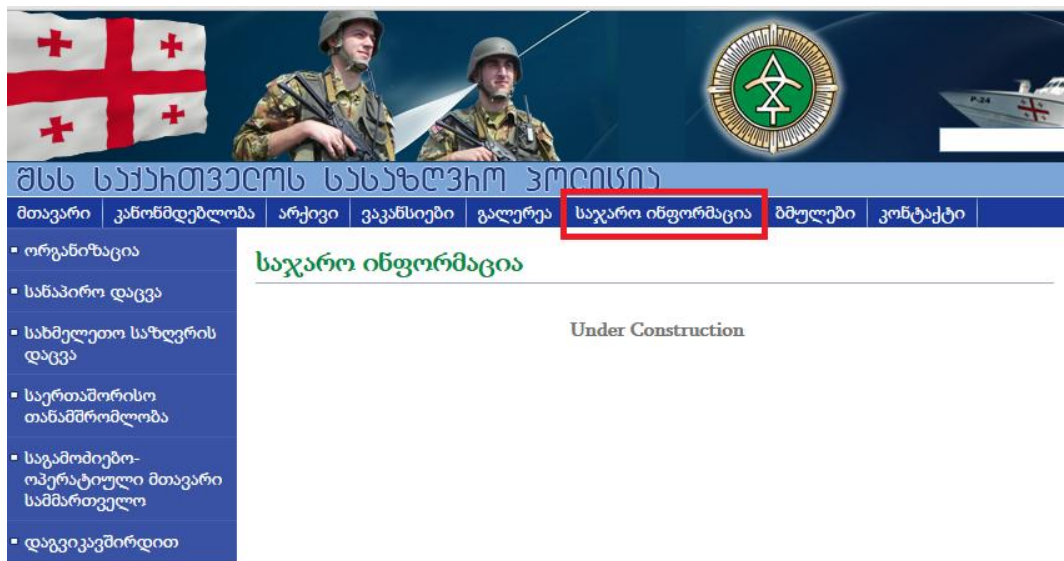 P-24
შსს საქართველოს სასაზღვრო პოლიცია
მთავარი კანონმდებლობა არქივი ვაკანსიები გალერეა საჯარო ინფორმაცია ბმულები კონტაქტი
ორგანიზაცია
სანაპირო დაცვა
სახმელეთო საზღვრის
დაცვა
საერთაშორისო
თანამშრომლობა
საგამოძიებო-
ოპერატიული მთავარი
სამმართველო
დაგვიკავშირდით
საჯარო ინფორმაცია
Under Construction